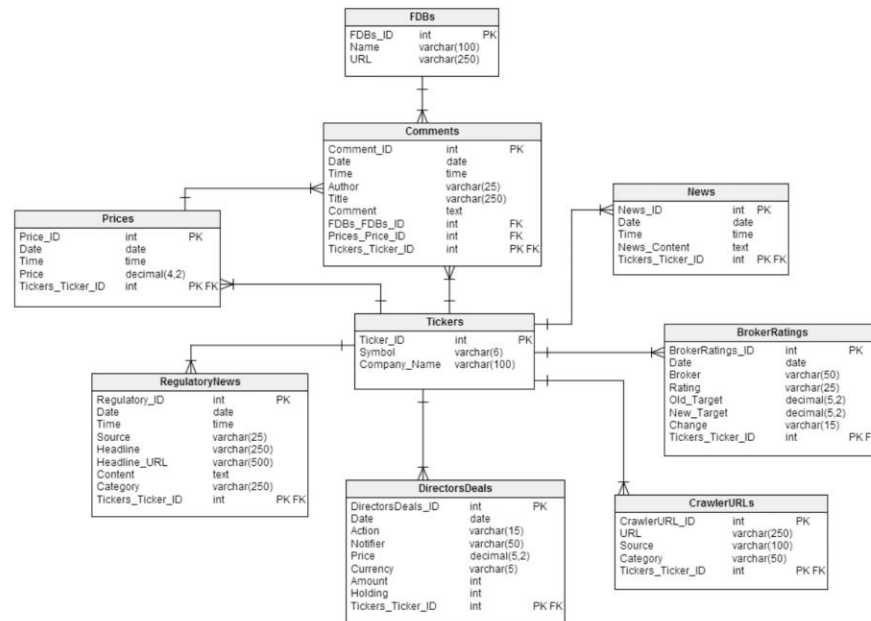 FDBs
FDBs_ID int PK
Name varchar(100)
URL varchar(250)
Comments
Comment_ID int PK
Date date
Time time
Author varchar(25)
Title varchar(250)
Comment text
FDBs_FDBs_ID int FK
Prices_Price_ID int FK
Tickers_Ticker_ID int PK FK
News
News_ID int PK
Date date
Time time
News_Content text
Tickers_Ticker_ID int PK FK
Prices
Price_ID int PK
Date date
Time time
Price decimal(4,2)
Tickers_Ticker_ID int PK FK
Tickers
Ticker_ID int PK
Symbol varchar(6)
Company_Name varchar(100)
BrokerRatings
BrokerRatings_ID int PK
Date date
Broker varchar(50)
Rating varchar(25)
Old_Target decimal(5,2)
New_Target decimal(5,2)
Change varchar(15)
Tickers_Ticker_ID int PK F
RegulatoryNews
Regulatory_ID int PK
Date date
Time time
Source varchar(25)
Headline varchar(250)
Headline_URL varchar(500)
Content text
Category varchar(250)
Tickers_Ticker_ID int PK FK
DirectorsDeals
DirectorsDeals_ID int PK
Date date
Action varchar(15)
Notifier varchar(50)
Price decimal(5,2)
Currency varchar(5)
Amount int
Holding int
Tickers_Ticker_ID int PK FK
CrawlerURLs
CrawlerURL_ID int PK
URL varchar(250)
Source varchar(100)
Category varchar(50)
Tickers_Ticker_ID int PK FK